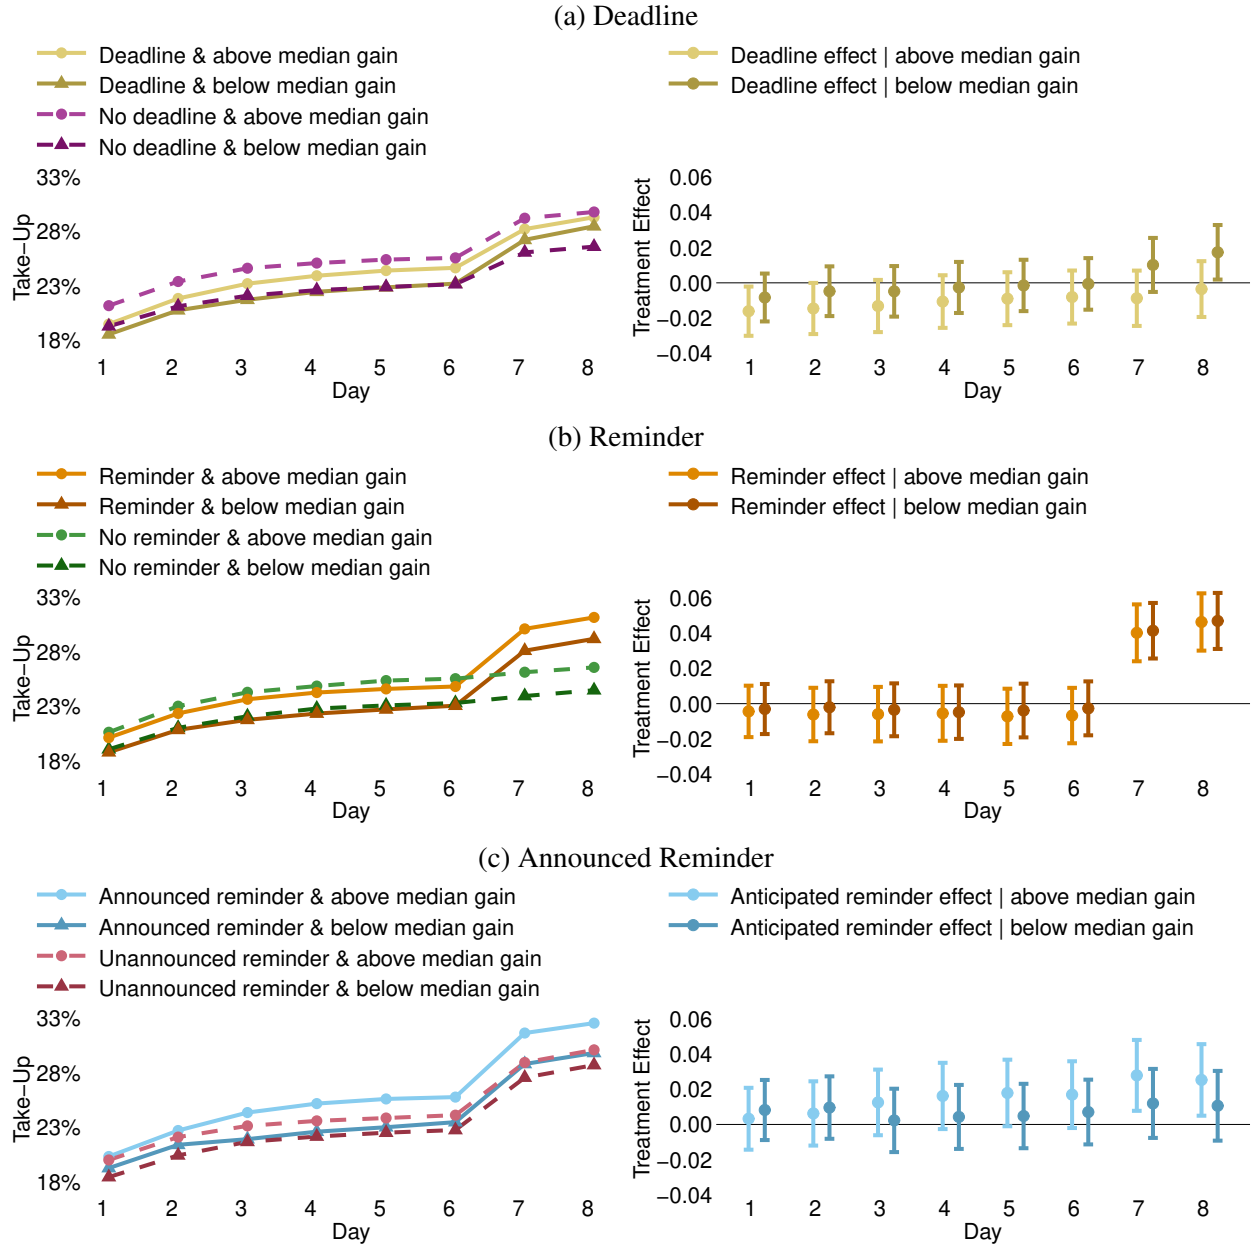 (a) Deadline
Deadline & above median gain
Deadline & below median gain
No deadline & above median gain
No deadline & below median gain
33%
28%
23%
18%
Take−Up
1 2 3 4 5 6 7 8
Day
Deadline effect | above median gain
Deadline effect | below median gain
0.06
0.04
0.02
0.00
−0.02
−0.04
Treatment Effect
1 2 3 4 5 6 7 8
Day
(b) Reminder
Reminder & above median gain
Reminder & below median gain
No reminder & above median gain
No reminder & below median gain
33%
28%
23%
18%
Take−Up
1 2 3 4 5 6 7 8
Day
Reminder effect | above median gain
Reminder effect | below median gain
0.06
0.04
0.02
0.00
−0.02
−0.04
Treatment Effect
1 2 3 4 5 6 7 8
Day
(c) Announced Reminder
Announced reminder & above median gain
Announced reminder & below median gain
Unannounced reminder & above median gain
Unannounced reminder & below median gain
33%
28%
23%
18%
Take−Up
1 2 3 4 5 6 7 8
Day
Anticipated reminder effect | above median gain
Anticipated reminder effect | below median gain
0.06
0.04
0.02
0.00
−0.02
−0.04
Treatment Effect
1 2 3 4 5 6 7 8
Day